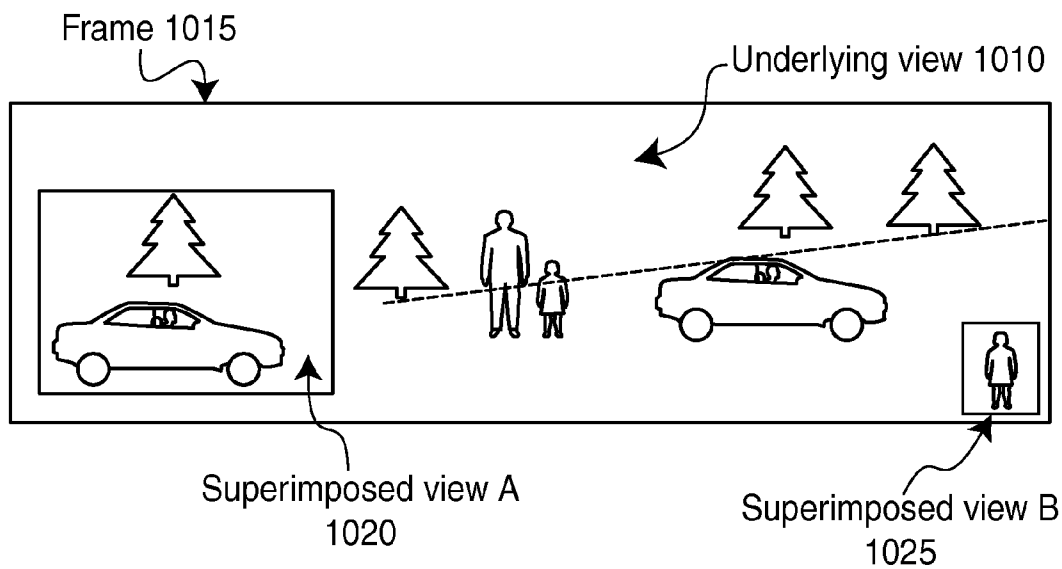 Frame 1015
Underlying view 1010
Superimposed view A
1020
Superimposed view B
1025